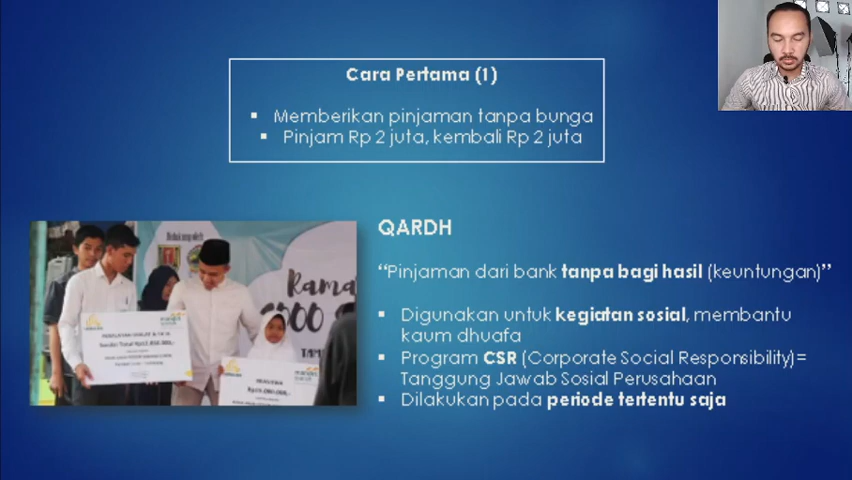 Cara Pertama (1)
▪ Memberikan pinjaman tanpa bunga
▪ Pinjam Rp 2 juta, kembali Rp 2 juta
QARDH
“Pinjaman dari bank tanpa bagi hasil (keuntungan)”
▪ Digunakan untuk kegiatan sosial, membantu
kaum dhuafa
▪ Program CSR (Corporate Social Responsibility)=
Tanggung Jawab Sosial Perusahaan
▪ Dilakukan pada periode tertentu saja
Rama